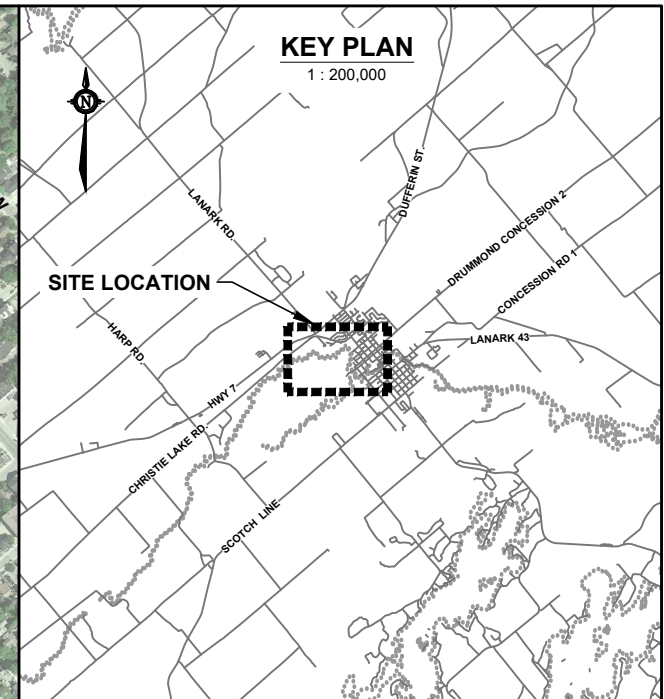 KEY PLAN
1 : 200,000
N
LANARK RD.
DUFFERIN ST.
DRUMMOND CONCESSION 2
CONCESSION RD 1
SITE LOCATION
LANARK 43
HARP RD.
HWY 7
CHRISTIE LAKE RD.
SCOTCH LINE